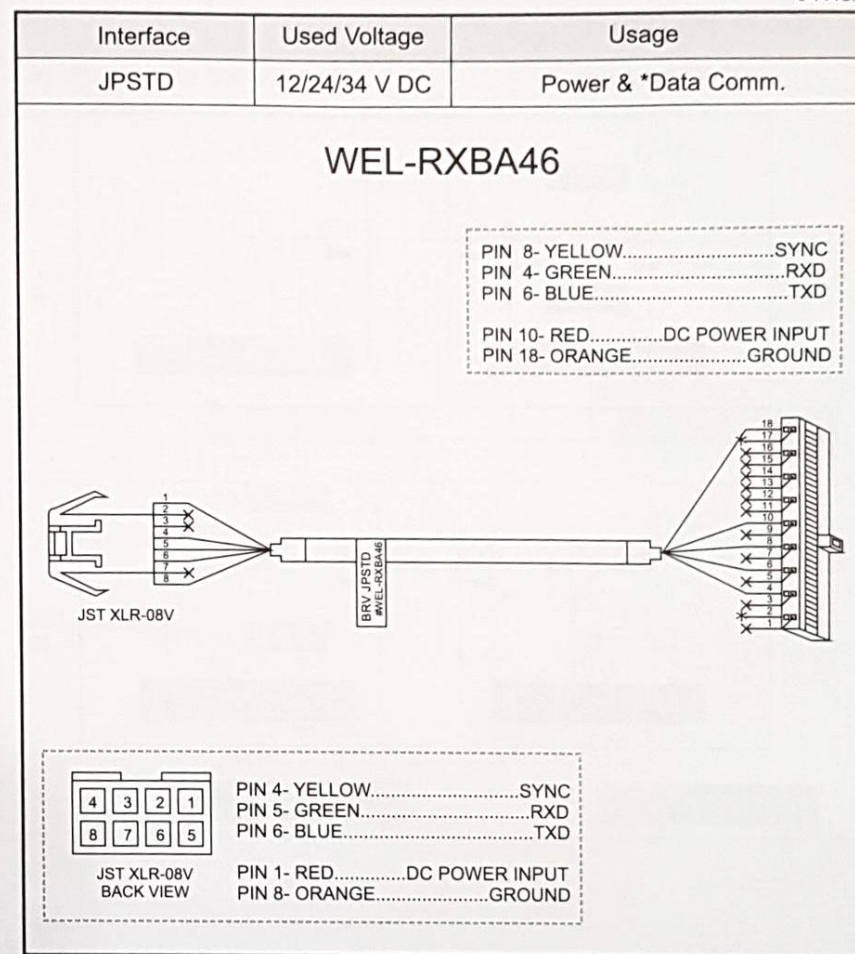 Interface Used Voltage Usage
JPSTD 12/24/34 V DC Power & *Data Comm.
WEL-RXBA46
PIN 8- YELLOW............................SYNC
PIN 4- GREEN................................RXD
PIN 6- BLUE....................................TXD
PIN 10- RED..............DC POWER INPUT
PIN 18- ORANGE.....................GROUND
18
17
16
15
14
13
12
11
10
9
8
7
6
5
4
3
2
1
1
2
3
4
5
6
7
8
JST XLR-08V
BRV JPSTD
#WEL-RXBA46
4 3 2 1
8 7 6 5
JST XLR-08V
BACK VIEW
PIN 4- YELLOW............................SYNC
PIN 5- GREEN................................RXD
PIN 6- BLUE....................................TXD
PIN 1- RED..............DC POWER INPUT
PIN 8- ORANGE......................GROUND